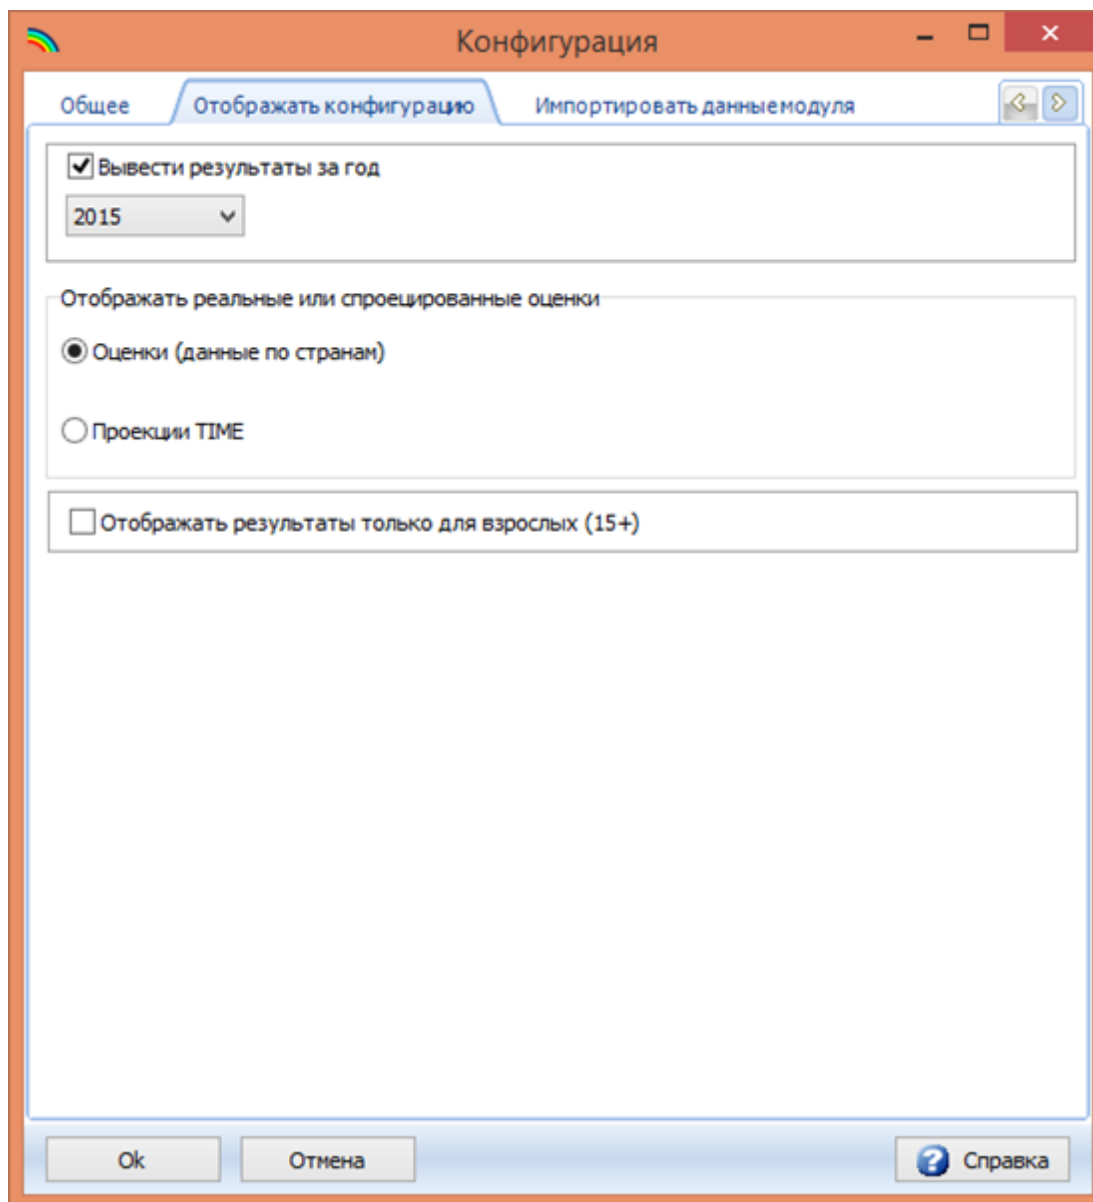 Конфигурация
Общее Отображать конфигурацию Импортировать данные модуля
Вывести результаты за год
2015
Отображать реальные или спроецированные оценки
Оценки (данные по странам)
Проекции TIME
Отображать результаты только для взрослых (15+)
Ok Отмена Справка